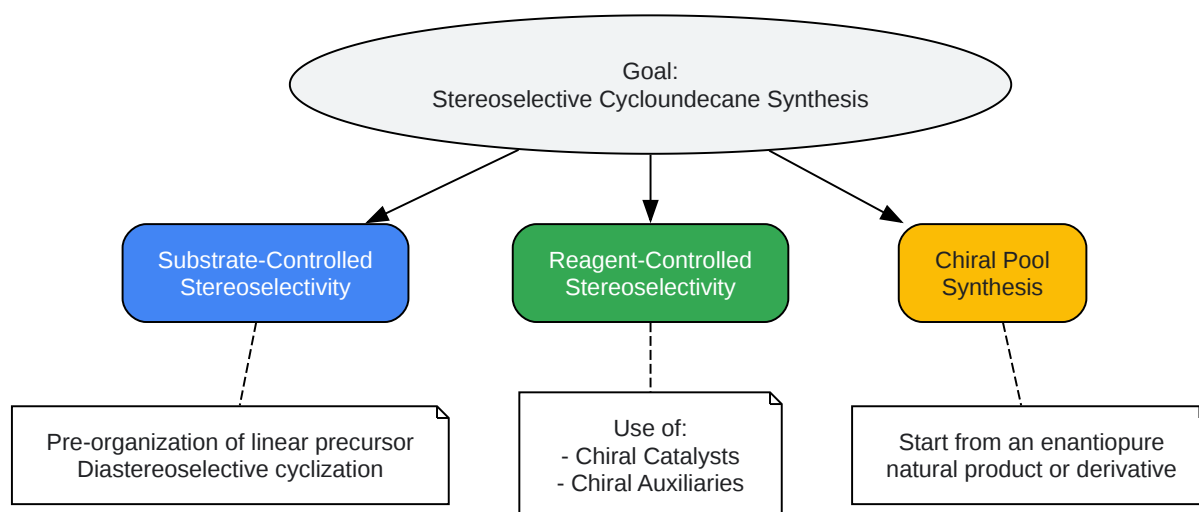 Goal:
Stereoselective Cycloundecane Synthesis
Substrate-Controlled
Stereoselectivity
Reagent-Controlled
Stereoselectivity
Chiral Pool
Synthesis
Pre-organization of linear precursor
Diastereoselective cyclization
Use of:
- Chiral Catalysts
- Chiral Auxiliaries
Start from an enantiopure
natural product or derivative